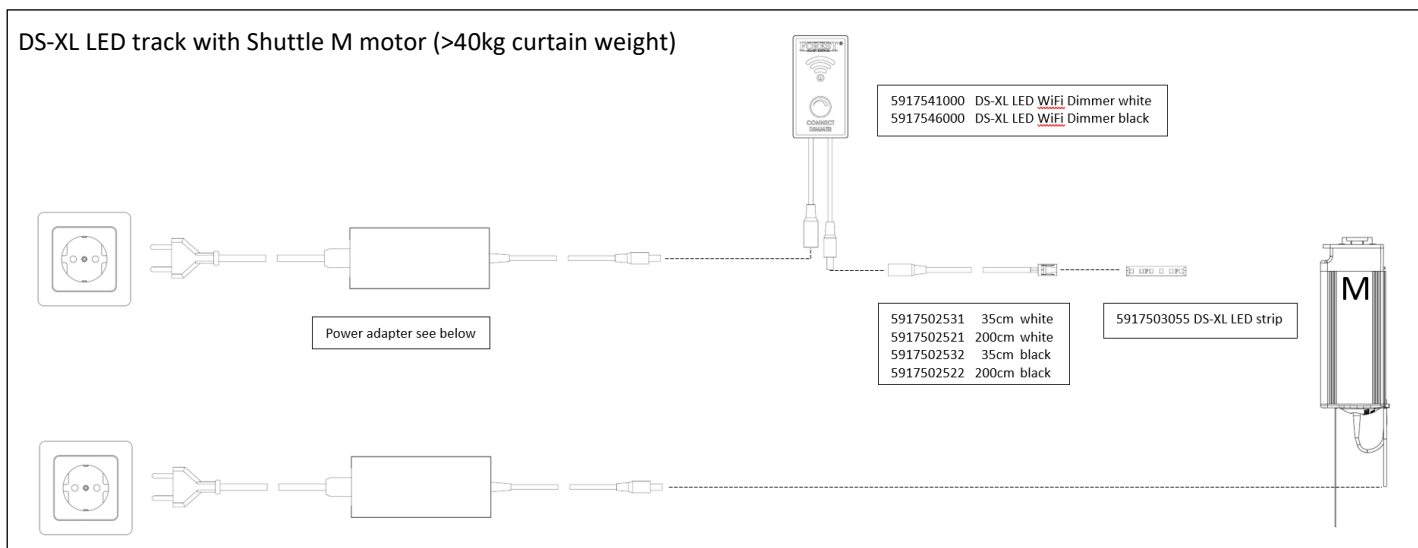 DS-XL LED track with Shuttle M motor (>40kg curtain weight)
FOREST®
CONNECT
DIMMER
5917541000 DS-XL LED WiFi Dimmer white
5917546000 DS-XL LED WiFi Dimmer black
M
Power adapter see below
5917502531 35cm white
5917502521 200cm white
5917502532 35cm black
5917502522 200cm black
5917503055 DS-XL LED strip